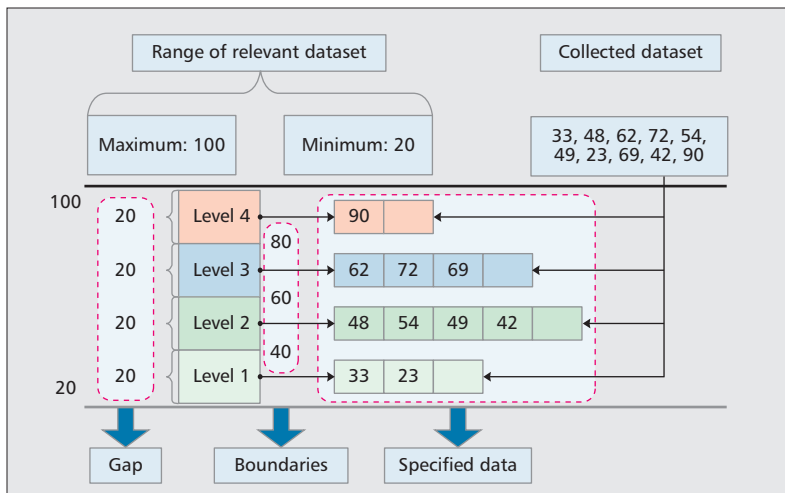 Range of relevant dataset
Collected dataset
Maximum: 100
Minimum: 20
33, 48, 62, 72, 54,
49, 23, 69, 42, 90
100
20
Level 4
90
80
20
Level 3
62 72 69
60
20
Level 2
48 54 49 42
40
20
Level 1
33 23
20
Gap
Boundaries
Specified data